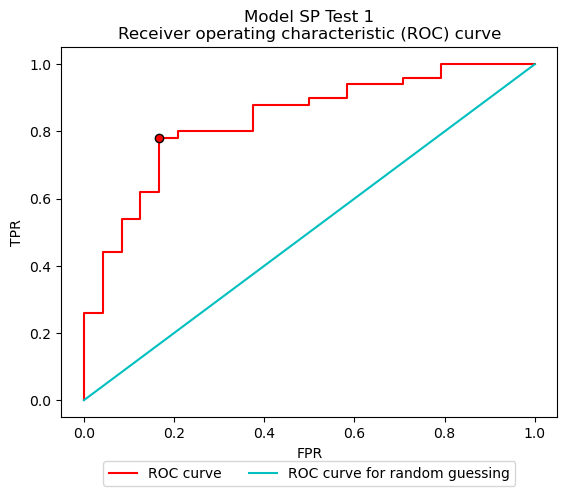 Model SP Test 1
Receiver operating characteristic (ROC) curve
1.0
0.8
0.6
0.4
0.2
0.0
TPR
0.0 0.2 0.4 0.6 0.8 1.0
FPR
ROC curve ROC curve for random guessing